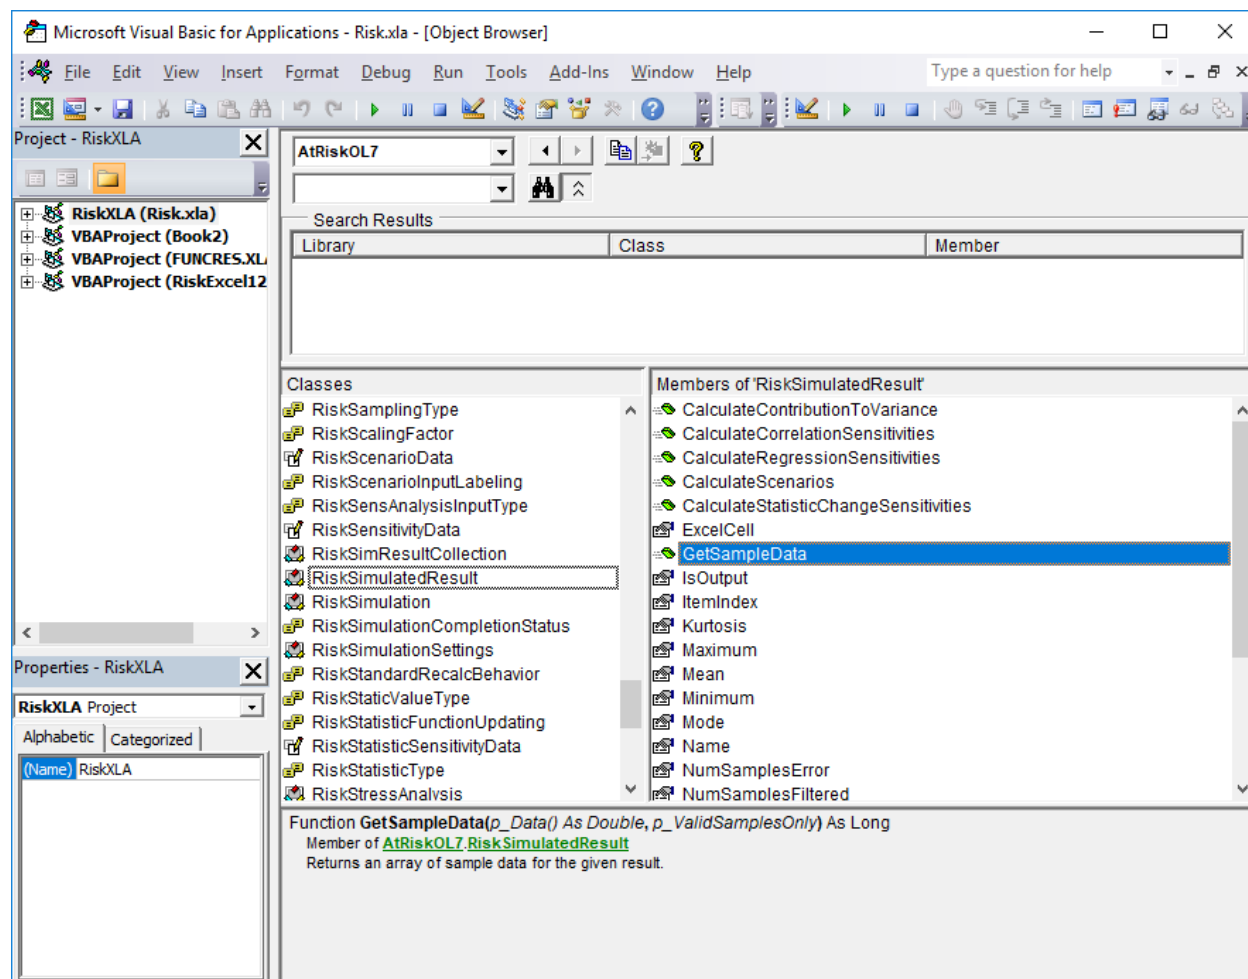 Microsoft Visual Basic for Applications - Risk.xla - [Object Browser]
File Edit View Insert Format Debug Run Tools Add-Ins Window Help Type a question for help
Project - RiskXLA
RiskXLA (Risk.xla)
VBAProject (Book2)
VBAProject (FUNCRES.XL
VBAProject (RiskExcel12
Properties - RiskXLA
RiskXLA Project
Alphabetic Categorized
(Name) RiskXLA
AtRiskOL7
Search Results
Library Class Member
Classes
RiskSamplingType
RiskScalingFactor
RiskScenarioData
RiskScenarioInputLabeling
RiskSensAnalysisInputType
RiskSensitivityData
RiskSimResultCollection
RiskSimulatedResult
RiskSimulation
RiskSimulationCompletionStatus
RiskSimulationSettings
RiskStandardRecalcBehavior
RiskStaticValueType
RiskStatisticFunctionUpdating
RiskStatisticSensitivityData
RiskStatisticType
RiskStressAnalysis
Members of 'RiskSimulatedResult'
CalculateContributionToVariance
CalculateCorrelationSensitivities
CalculateRegressionSensitivities
CalculateScenarios
CalculateStatisticChangeSensitivities
ExcelCell
GetSampleData
IsOutput
ItemIndex
Kurtosis
Maximum
Mean
Minimum
Mode
Name
NumSamplesError
NumSamplesFiltered
Function GetSampleData(p_Data() As Double, p_ValidSamplesOnly) As Long
Member of AtRiskOL7.RiskSimulatedResult
Returns an array of sample data for the given result.